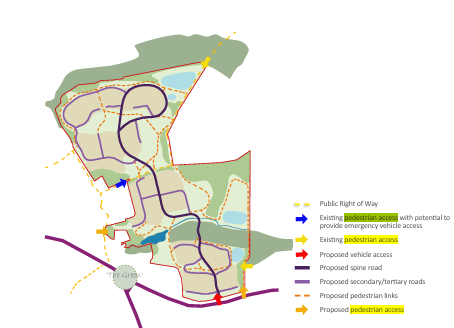 The Green
Public Right of Way
Existing pedestrian access with potential to
provide emergency vehicle access
Existing pedestrian access
Proposed vehicle access
Proposed spine road
Proposed secondary/tertiary roads
Proposed pedestrian links
Proposed pedestrian access